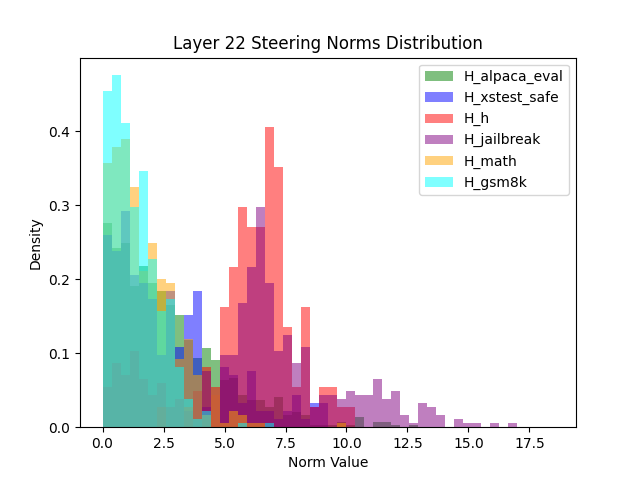 Layer 22 Steering Norms Distribution
H_alpaca_eval
H_xstest_safe
H_h
H_jailbreak
H_math
H_gsm8k
Density
0.4
0.3
0.2
0.1
0.0
0.0 2.5 5.0 7.5 10.0 12.5 15.0 17.5
Norm Value